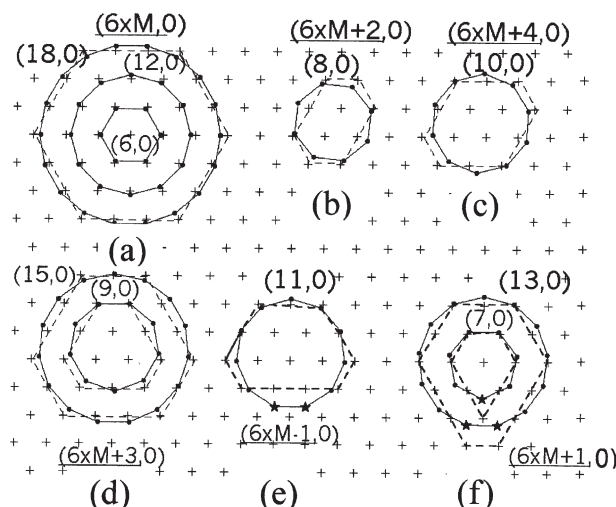 (6xM,0)
(18,0)
(12,0)
(6,0)
(a)
(6xM+2,0)
(8,0)
(b)
(6xM+4,0)
(10,0)
(c)
(15,0)
(9,0)
(6xM+3,0)
(d)
(11,0)
(6xM-1,0)
(e)
(13,0)
(7,0)
(6xM+1,0)
(f)